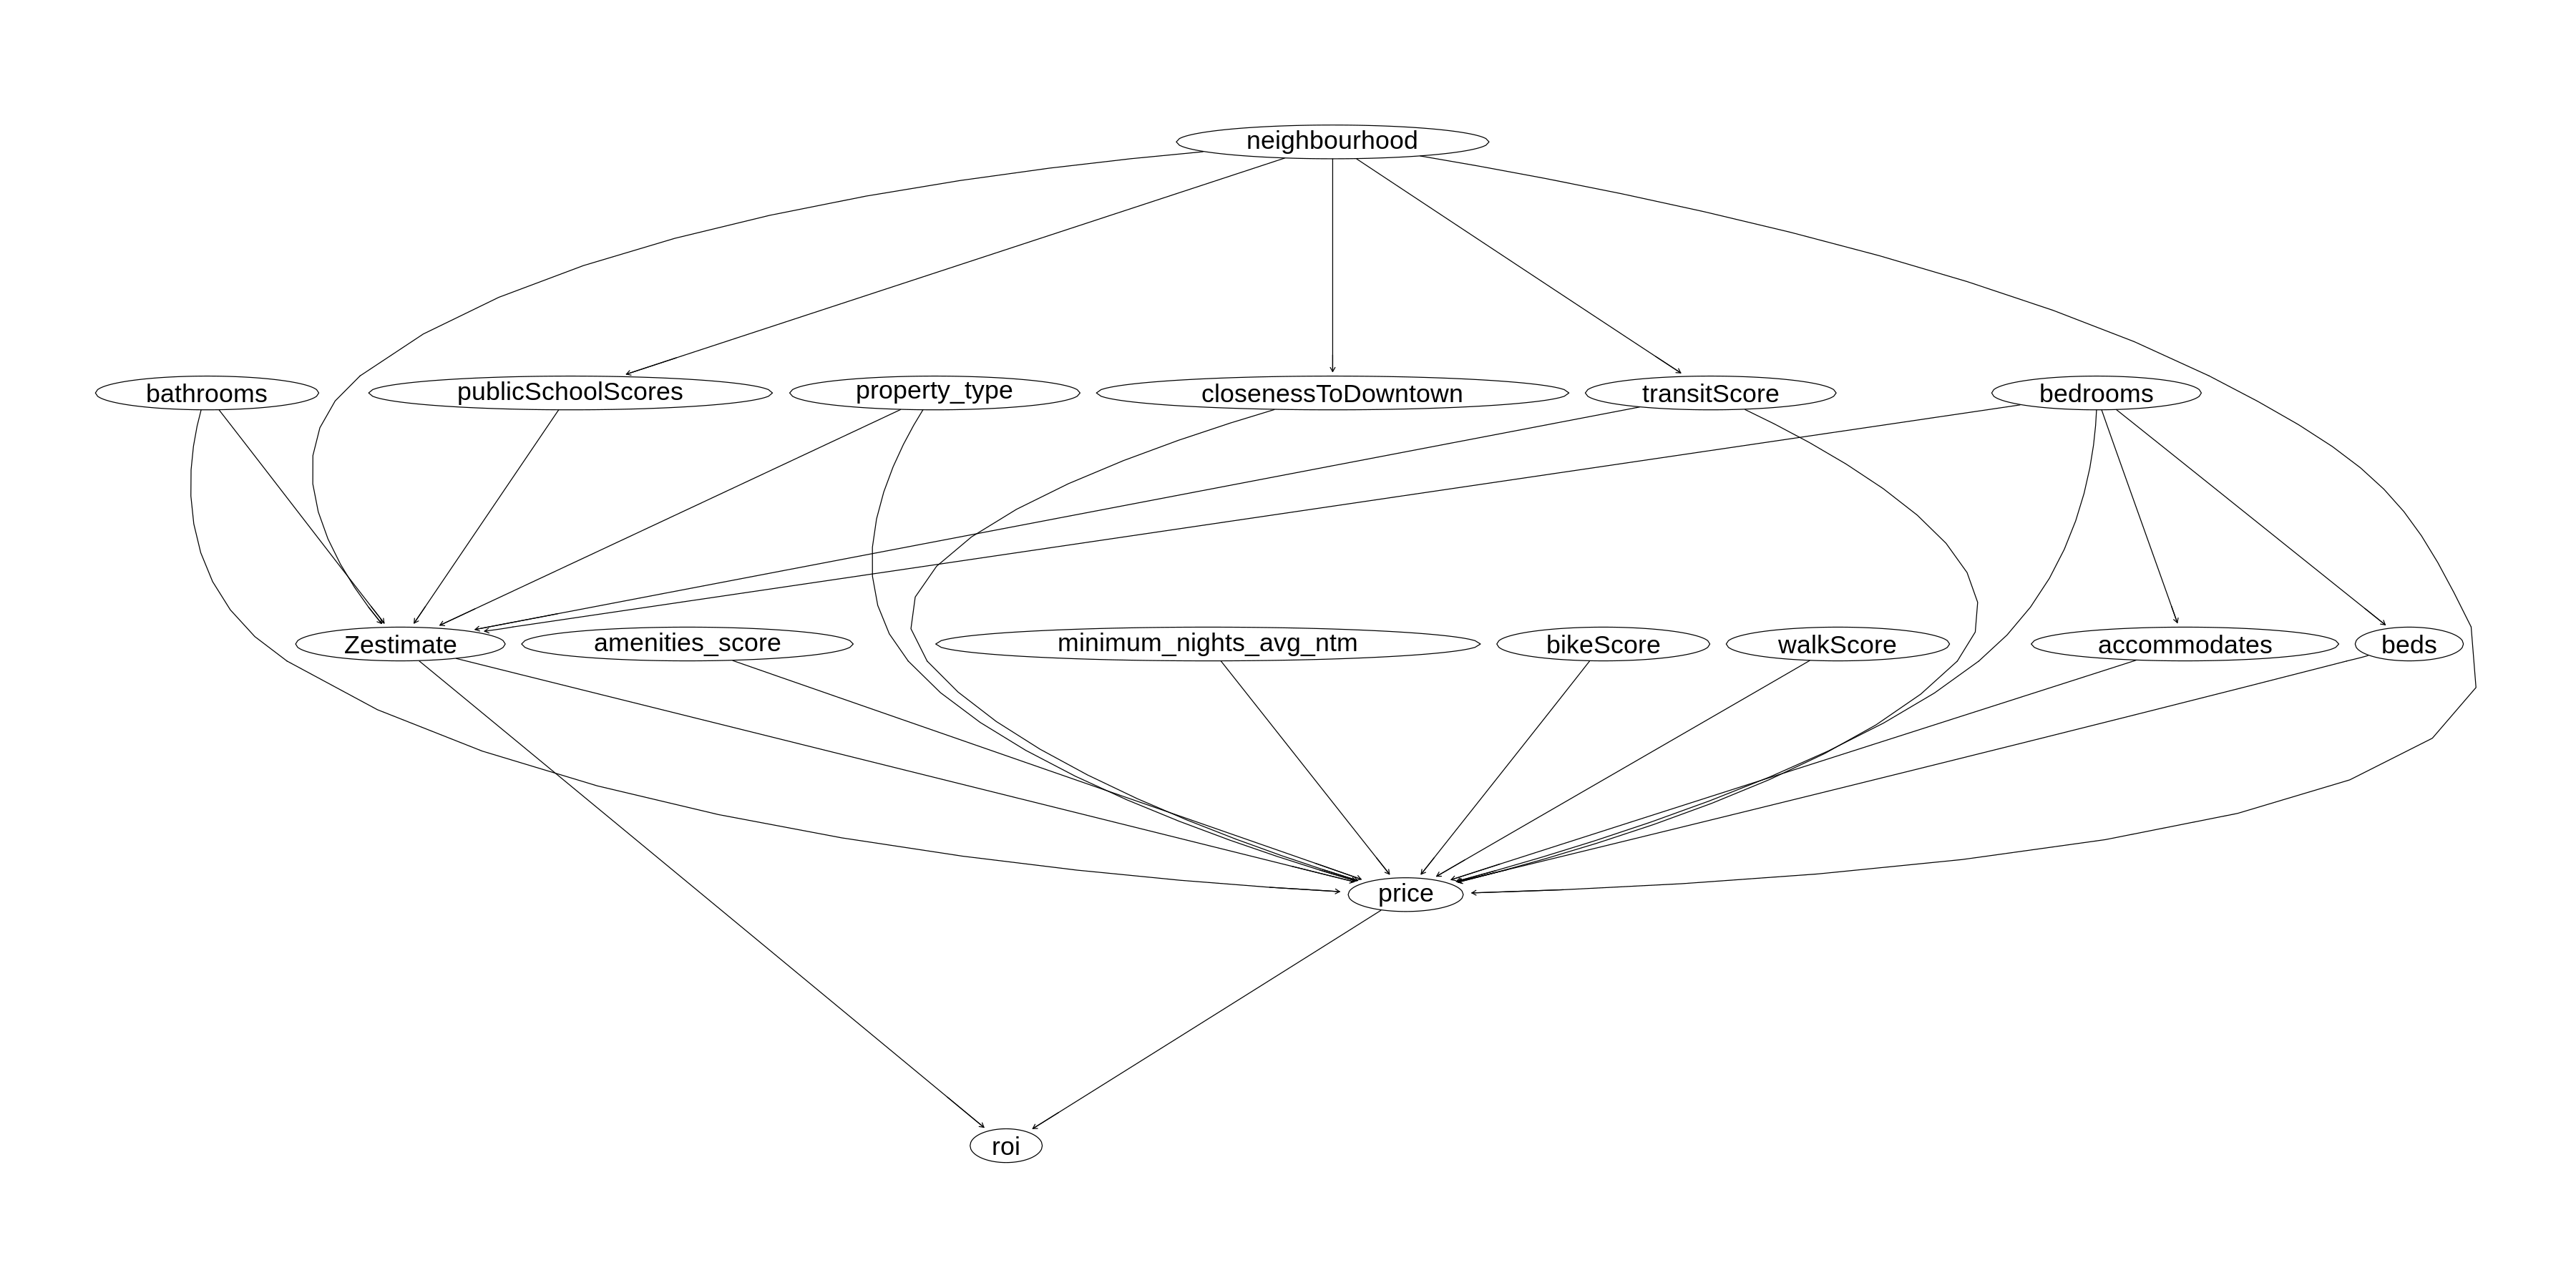 neighbourhood
bathrooms
publicSchoolScores
property_type
closenessToDowntown
transitScore
bedrooms
Zestimate
amenities_score
minimum_nights_avg_ntm
bikeScore
walkScore
accommodates
beds
price
roi